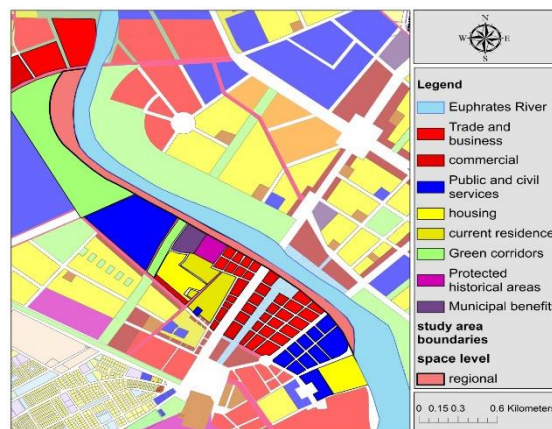 N
W E
S
Legend
Euphrates River
Trade and
business
commercial
Public and civil
services
housing
current residence
Green corridors
Protected
historical areas
Municipal benefit
study area
boundaries
space level
regional
0 0.15 0.3 0.6 Kilometers